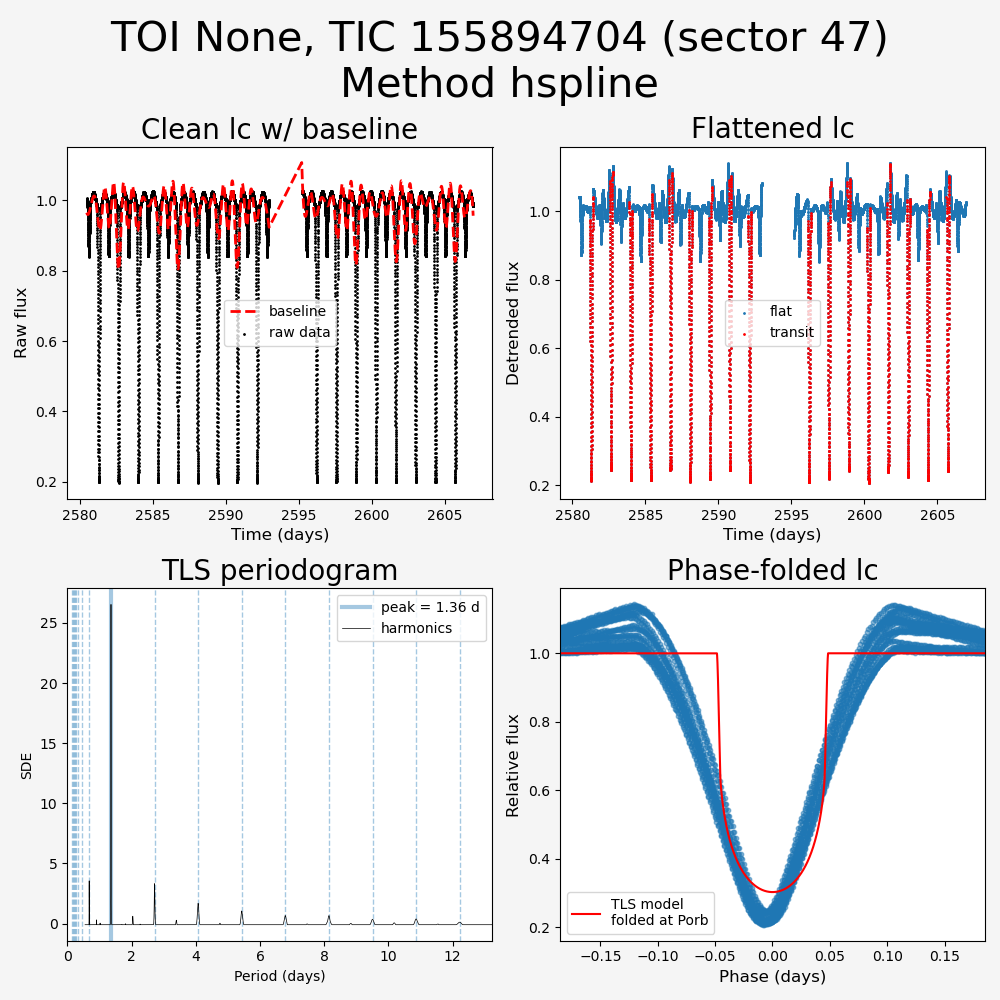 TOI None, TIC 155894704 (sector 47)
Method hspline
Clean lc w/ baseline
Flattened lc
Raw flux
1.0
0.8
0.6
0.4
0.2
baseline
raw data
2580 2585 2590 2595 2600 2605
Time (days)
Detrended flux
1.0
0.8
0.6
0.4
0.2
flat
transit
2580 2585 2590 2595 2600 2605
Time (days)
TLS periodogram
Phase-folded lc
SDE
25
20
15
10
5
0
peak = 1.36 d
harmonics
0 2 4 6 8 10 12
Period (days)
Relative flux
1.0
0.8
0.6
0.4
0.2
TLS model
folded at Porb
−0.15 −0.10 −0.05 0.00 0.05 0.10 0.15
Phase (days)